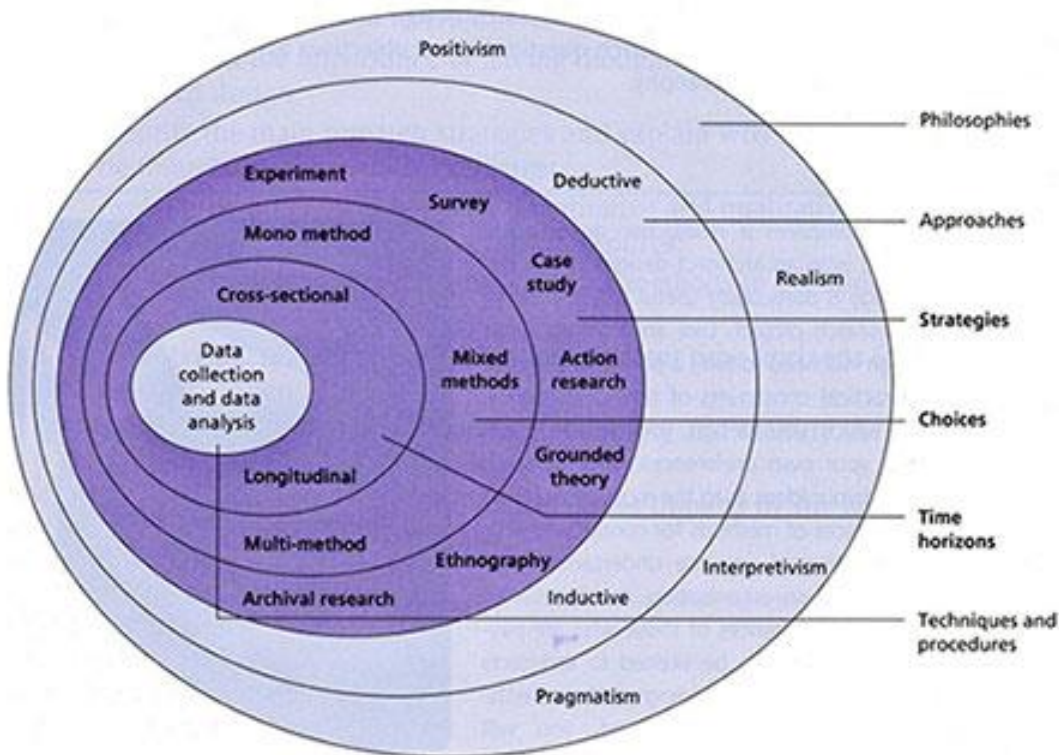 Positivism
Philosophies
Experiment
Deductive
Survey
Approaches
Mono method
Case
study
Realism
Cross-sectional
Strategies
Data
collection
and data
analysis
Mixed
methods
Action
research
Choices
Grounded
theory
Longitudinal
Time
horizons
Multi-method
Ethnography
Interpretivism
Archival research
Inductive
Techniques and
procedures
Pragmatism